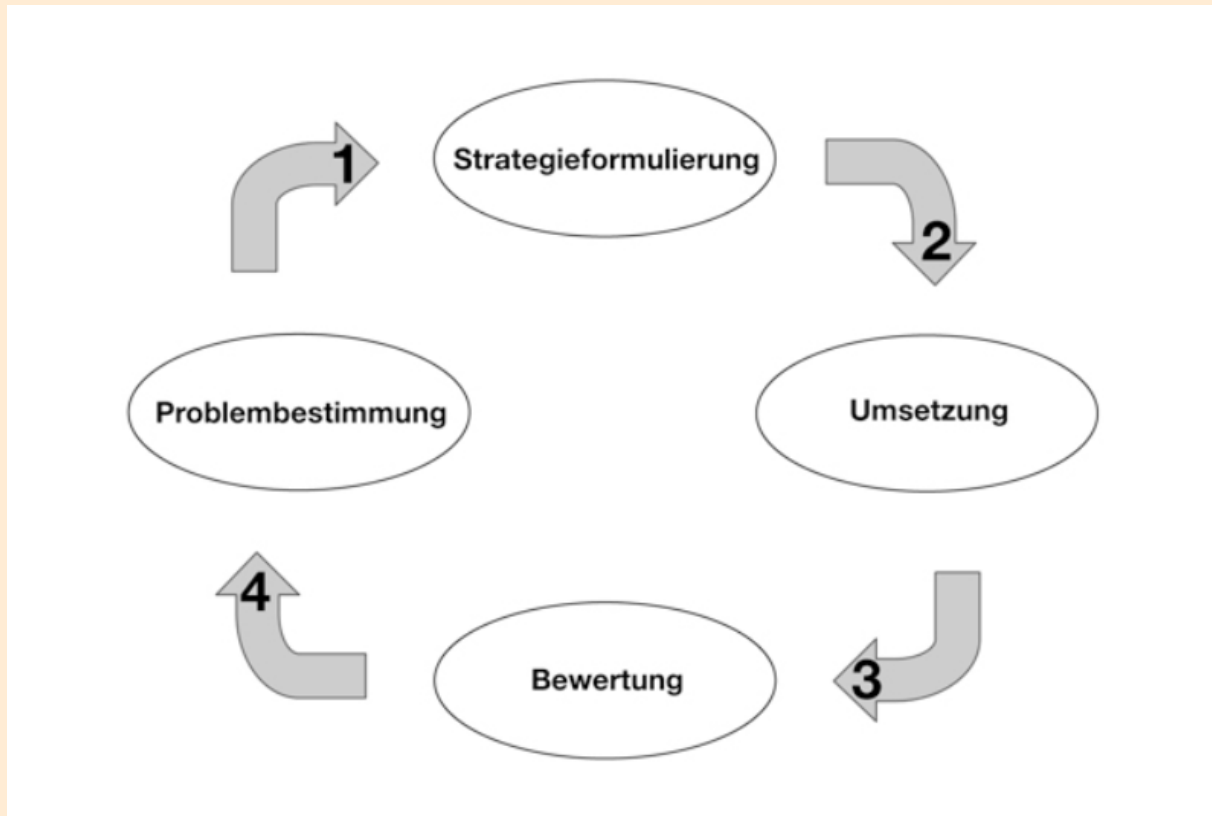 Strategieformulierung
1
2
Problembestimmung
Umsetzung
4
Bewertung
3